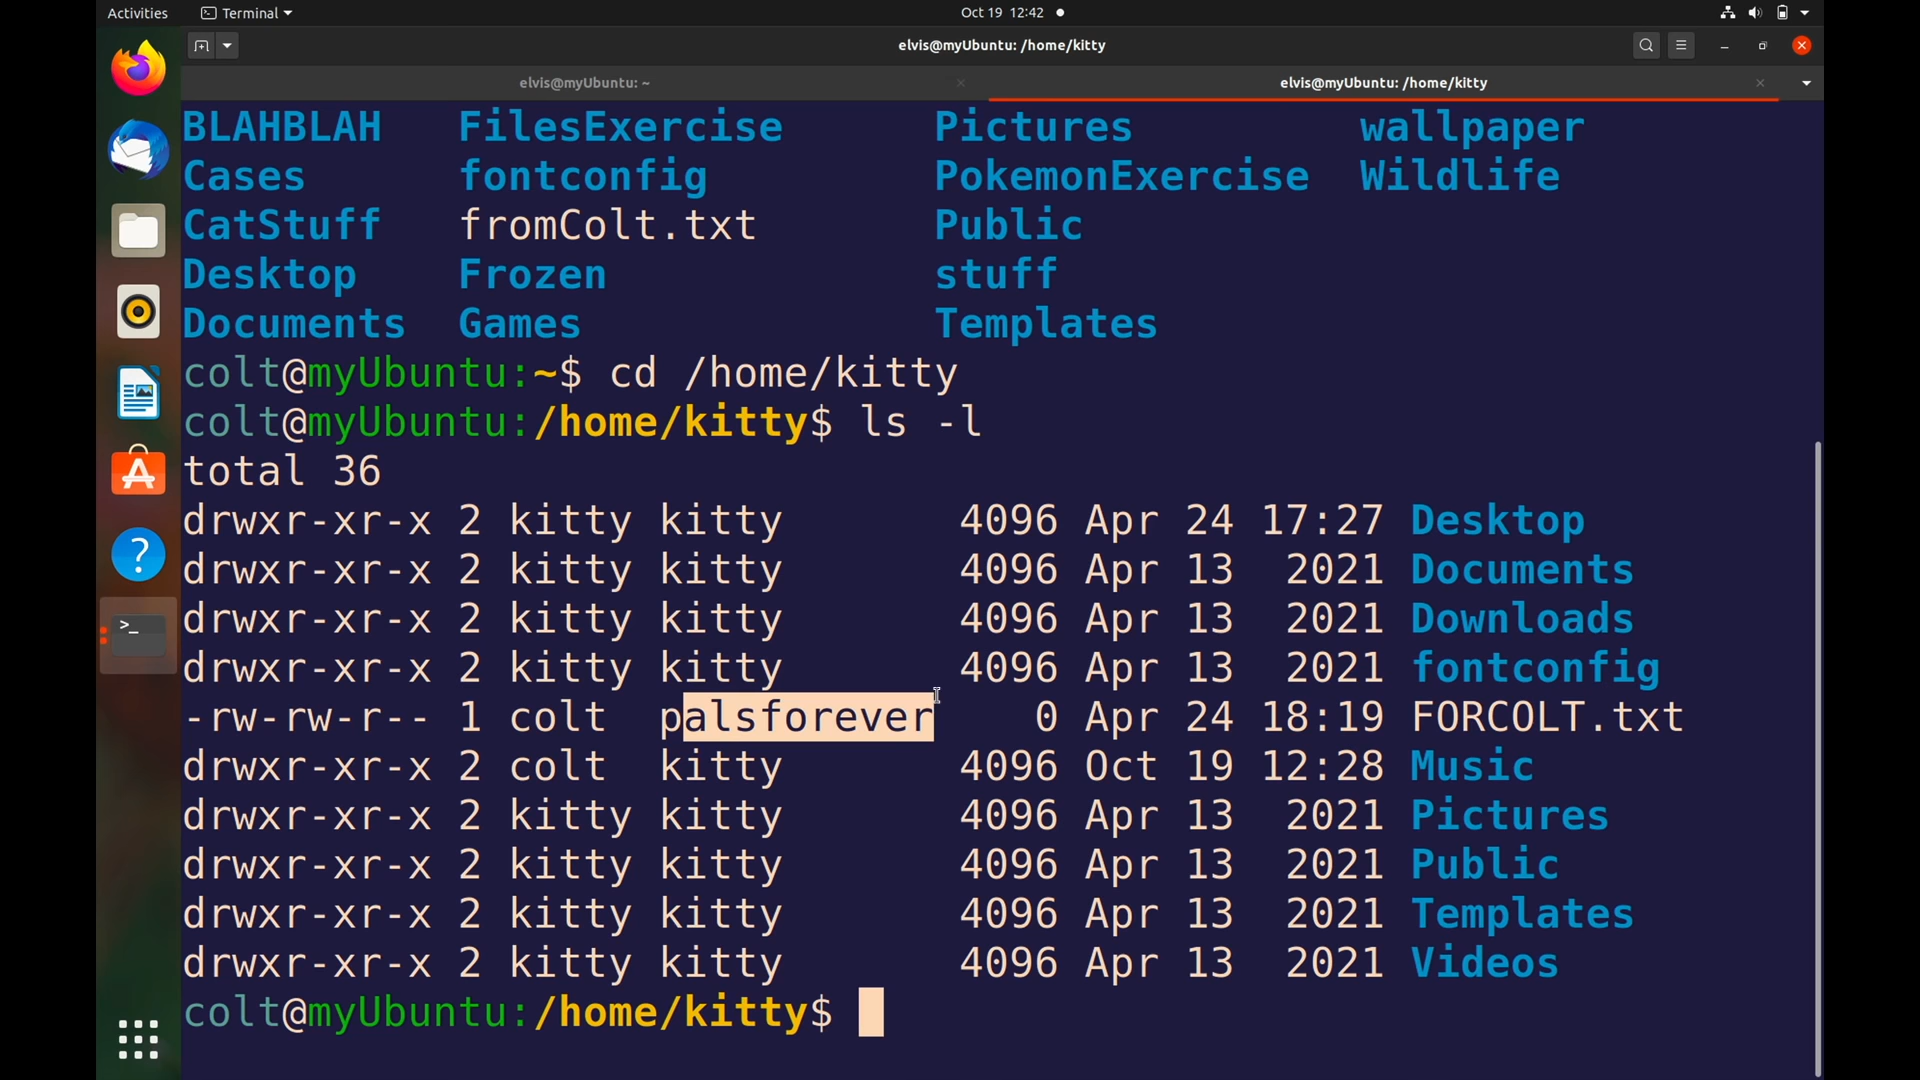 Activities Terminal Oct 19 12:42
elvis@myUbuntu: /home/kitty
elvis@myUbuntu: ~ elvis@myUbuntu: /home/kitty
BLAHBLAH FilesExercise Pictures wallpaper
Cases fontconfig PokemonExercise Wildlife
CatStuff fromColt.txt Public
Desktop Frozen stuff
Documents Games Templates
colt@myUbuntu:~$ cd /home/kitty
colt@myUbuntu:/home/kitty$ ls -l
total 36
drwxr-xr-x 2 kitty kitty 4096 Apr 24 17:27 Desktop
drwxr-xr-x 2 kitty kitty 4096 Apr 13 2021 Documents
drwxr-xr-x 2 kitty kitty 4096 Apr 13 2021 Downloads
drwxr-xr-x 2 kitty kitty 4096 Apr 13 2021 fontconfig
-rw-rw-r-- 1 colt palsforever 0 Apr 24 18:19 FORCOLT.txt
drwxr-xr-x 2 colt kitty 4096 Oct 19 12:28 Music
drwxr-xr-x 2 kitty kitty 4096 Apr 13 2021 Pictures
drwxr-xr-x 2 kitty kitty 4096 Apr 13 2021 Public
drwxr-xr-x 2 kitty kitty 4096 Apr 13 2021 Templates
drwxr-xr-x 2 kitty kitty 4096 Apr 13 2021 Videos
colt@myUbuntu:/home/kitty$